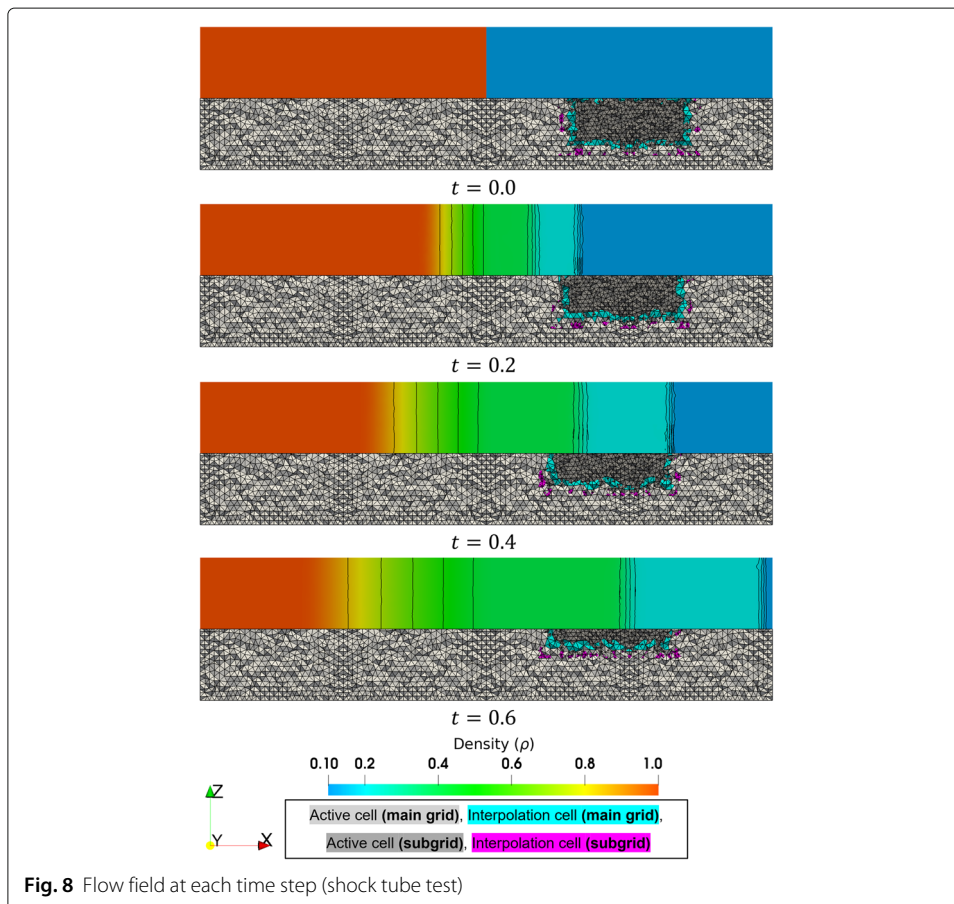 t = 0.0
t = 0.2
t = 0.4
t = 0.6
Density (ρ)
0.10 0.2 0.4 0.6 0.8 1.0
Z
Y X
Active cell (main grid), Interpolation cell (main grid),
Active cell (subgrid), Interpolation cell (subgrid)
Fig. 8 Flow field at each time step (shock tube test)